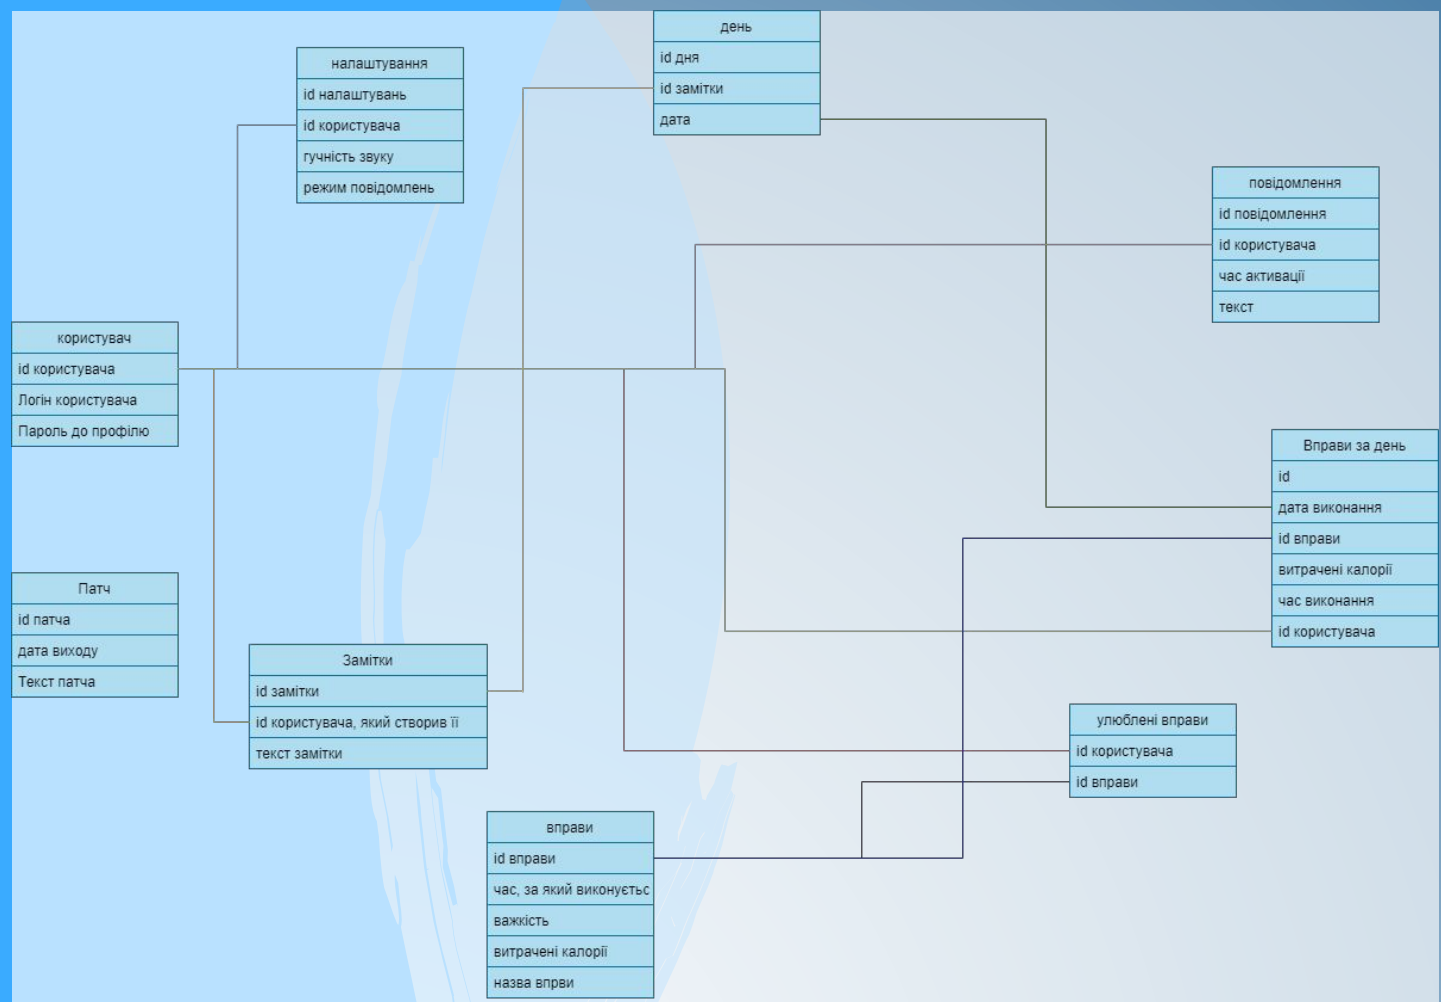 день
id дня
id замітки
дата
налаштування
id налаштувань
id користувача
гучність звуку
режим повідомлень
повідомлення
id повідомлення
id користувача
час активації
текст
користувач
id користувача
Логін користувача
Пароль до профілю
Вправи за день
id
дата виконання
id вправи
витрачені калорії
час виконання
id користувача
Патч
id патча
дата виходу
Текст патча
Замітки
id замітки
id користувача, який створив її
текст замітки
улюблені вправи
id користувача
id вправи
вправи
id вправи
час, за який виконуєтьс
важкість
витрачені калорії
назва впрви